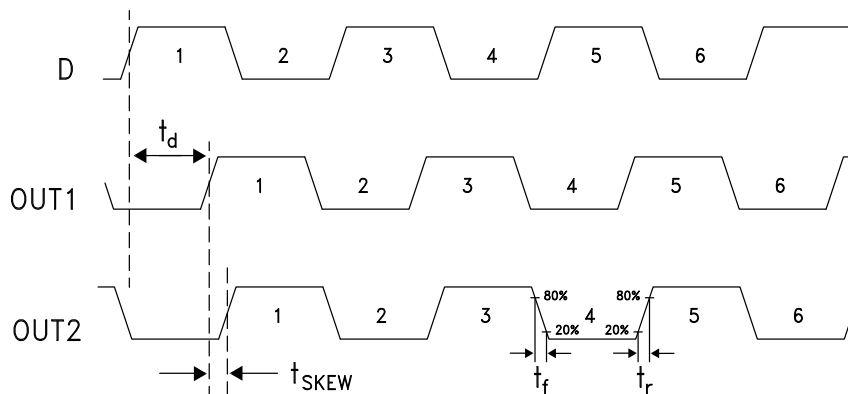 D 1 2 3 4 5 6
t_d
OUT1 1 2 3 4 5 6
OUT2 1 2 3 80% 20% 4 80% 20% 5 6
t_SKEW t_f t_r